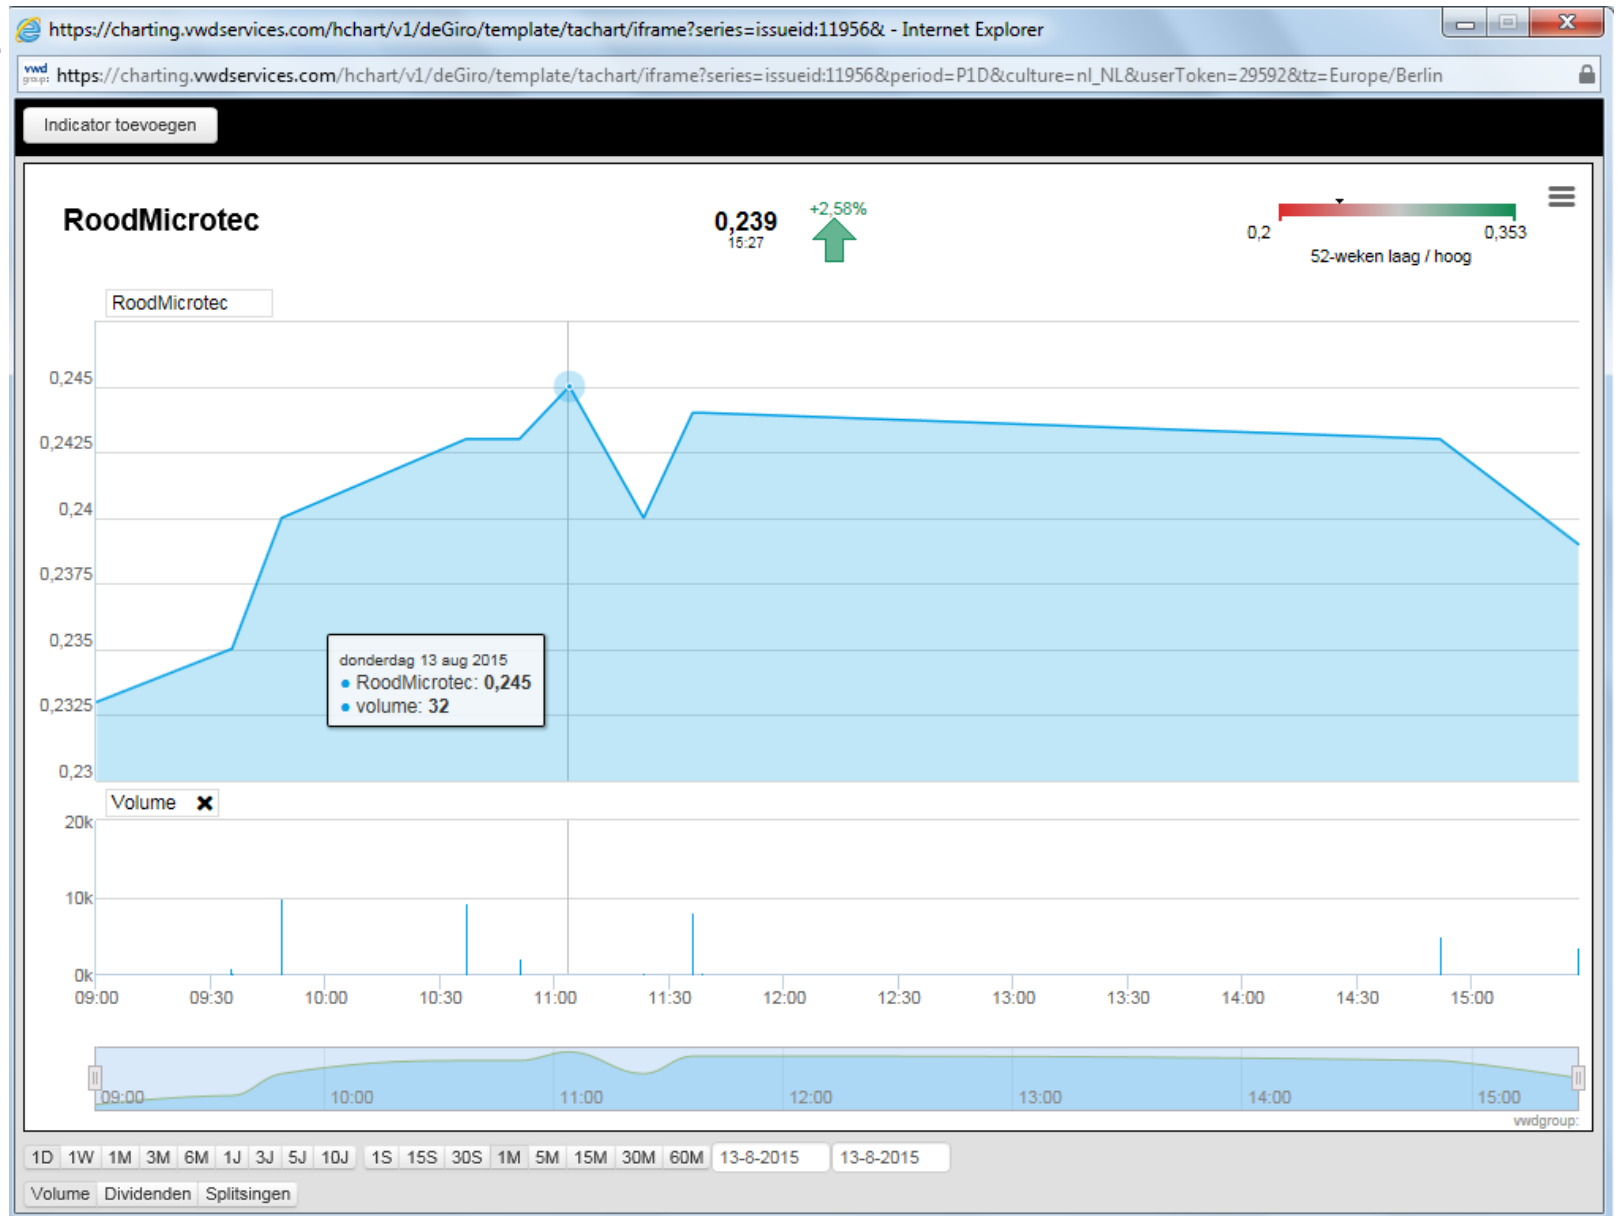 https://charting.vwdservices.com/hchart/v1/deGiro/template/tachart/iframe?series=issueid:11956& - Internet Explorer
vwd group: https://charting.vwdservices.com/hchart/v1/deGiro/template/tachart/iframe?series=issueid:11956&period=P1D&culture=nl_NL&userToken=29592&tz=Europe/Berlin
Indicator toevoegen
RoodMicrotec
0,239
15:27
+2,58%
0,2 0,353
52-weken laag / hoog
RoodMicrotec
0,245
0,2425
0,24
0,2375
0,235
0,2325
0,23
donderdag 13 aug 2015
• RoodMicrotec: 0,245
• volume: 32
Volume
20k
10k
0k
09:00 09:30 10:00 10:30 11:00 11:30 12:00 12:30 13:00 13:30 14:00 14:30 15:00
09:00 10:00 11:00 12:00 13:00 14:00 15:00
vwdgroup:
1D 1W 1M 3M 6M 1J 3J 5J 10J 1S 15S 30S 1M 5M 15M 30M 60M 13-8-2015 13-8-2015
Volume Dividenden Splitsingen